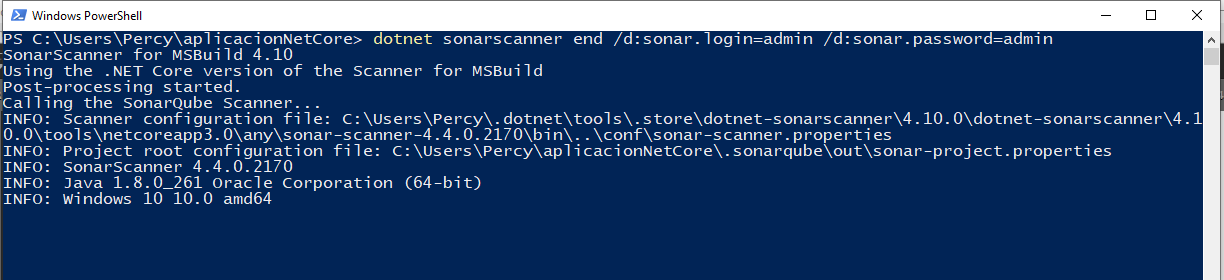 Windows PowerShell
PS C:\Users\Percy\aplicacionNetCore> dotnet sonarscanner end /d:sonar.login=admin /d:sonar.password=admin
SonarScanner for MSBuild 4.10
Using the .NET Core version of the Scanner for MSBuild
Post-processing started.
Calling the SonarQube Scanner...
INFO: Scanner configuration file: C:\Users\Percy\.dotnet\tools\.store\dotnet-sonarscanner\4.10.0\dotnet-sonarscanner\4.1
0.0\tools\netcoreapp3.0\any\sonar-scanner-4.4.0.2170\bin\..\conf\sonar-scanner.properties
INFO: Project root configuration file: C:\Users\Percy\aplicacionNetCore\.sonarqube\out\sonar-project.properties
INFO: SonarScanner 4.4.0.2170
INFO: Java 1.8.0_261 Oracle Corporation (64-bit)
INFO: Windows 10 10.0 amd64